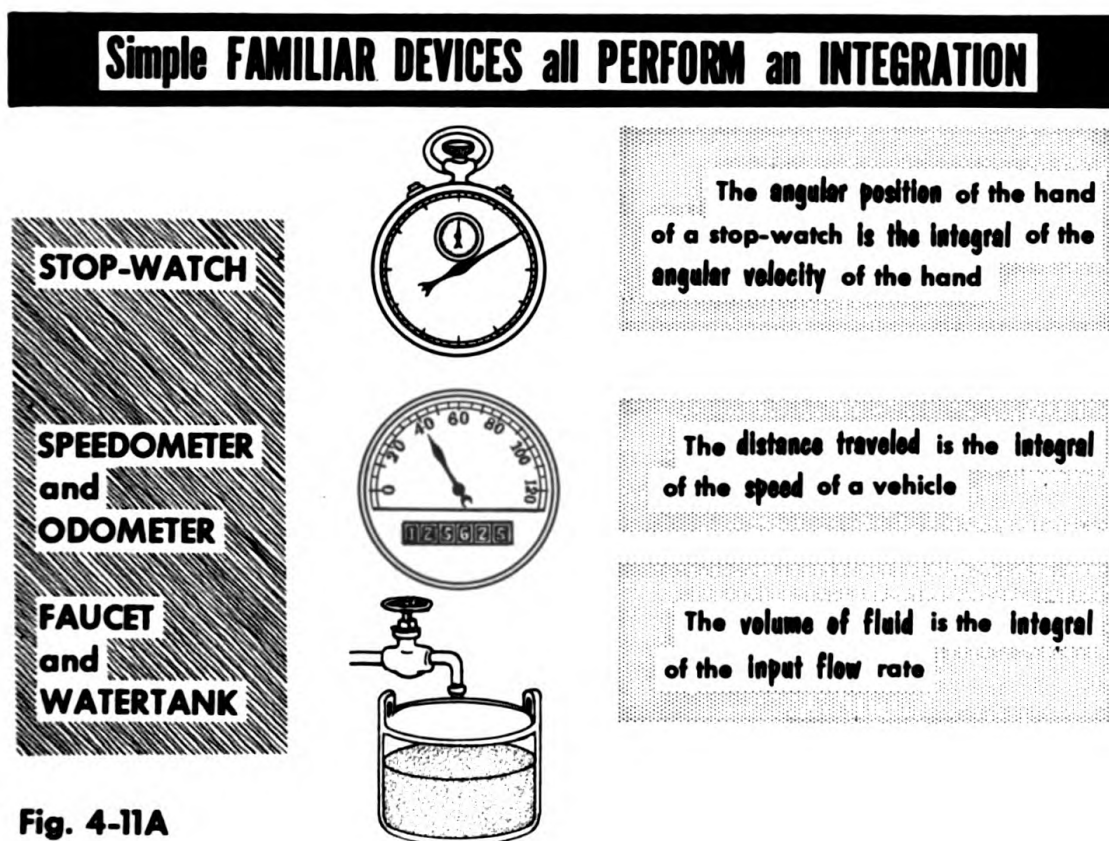 Simple FAMILIAR DEVICES all PERFORM an INTEGRATION
STOP-WATCH
The angular position of the hand
of a stop-watch is the integral of the
angular velocity of the hand
SPEEDOMETER
and
ODOMETER
0 20 40 60 80 100 120
125625
The distance traveled is the integral
of the speed of a vehicle
FAUCET
and
WATERTANK
The volume of fluid is the integral
of the input flow rate
Fig. 4-11A